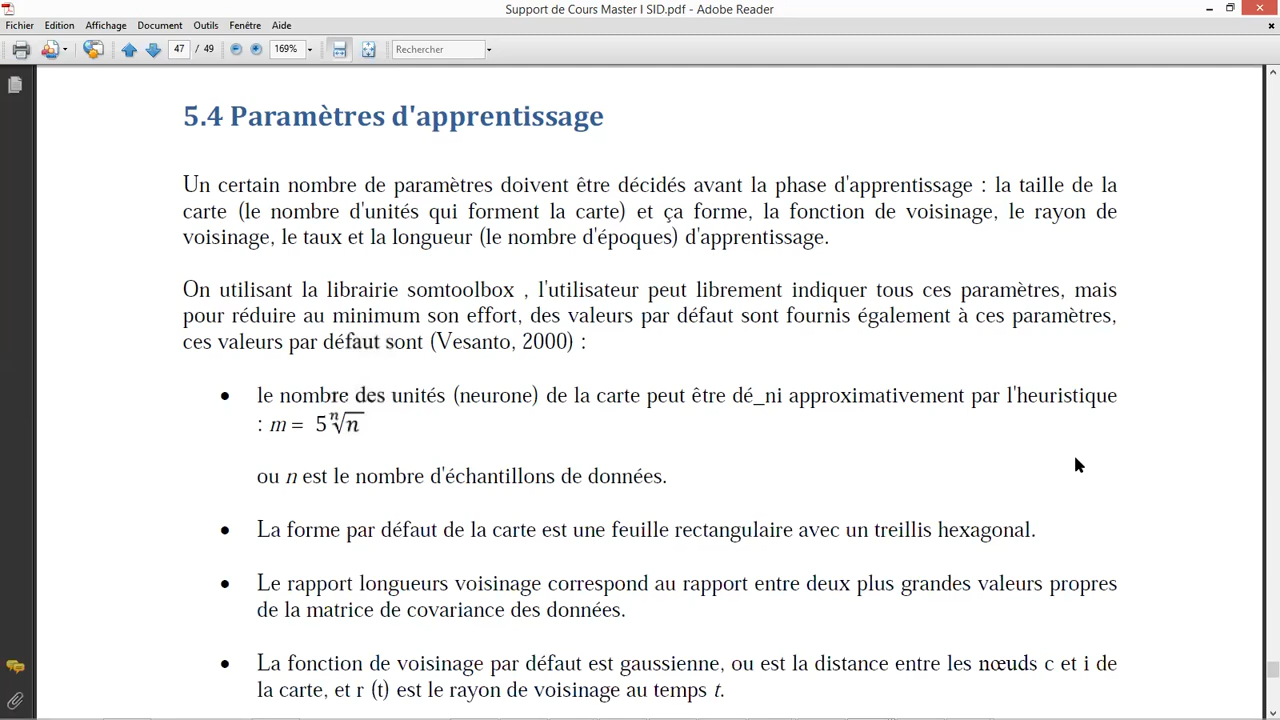 Support de Cours Master I SID.pdf - Adobe Reader
Fichier Edition Affichage Document Outils Fenêtre Aide
47 / 49 169% Rechercher
5.4 Paramètres d'apprentissage
Un certain nombre de paramètres doivent être décidés avant la phase d'apprentissage : la taille de la
carte (le nombre d'unités qui forment la carte) et ça forme, la fonction de voisinage, le rayon de
voisinage, le taux et la longueur (le nombre d'époques) d'apprentissage.
On utilisant la librairie somtoolbox , l'utilisateur peut librement indiquer tous ces paramètres, mais
pour réduire au minimum son effort, des valeurs par défaut sont fournis également à ces paramètres,
ces valeurs par défaut sont (Vesanto, 2000) :
• le nombre des unités (neurone) de la carte peut être dé_ni approximativement par l'heuristique
: m = 5 ⁿ√n
ou n est le nombre d'échantillons de données.
• La forme par défaut de la carte est une feuille rectangulaire avec un treillis hexagonal.
• Le rapport longueurs voisinage correspond au rapport entre deux plus grandes valeurs propres
de la matrice de covariance des données.
• La fonction de voisinage par défaut est gaussienne, ou est la distance entre les nœuds c et i de
la carte, et r (t) est le rayon de voisinage au temps t.